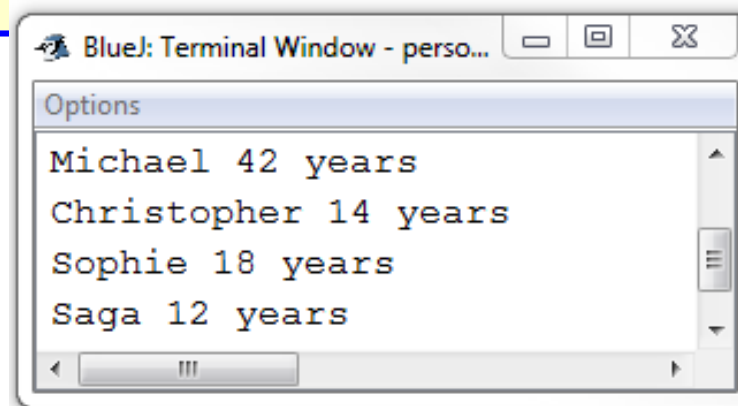 BlueJ: Terminal Window - perso...
Options
Michael 42 years
Christopher 14 years
Sophie 18 years
Saga 12 years